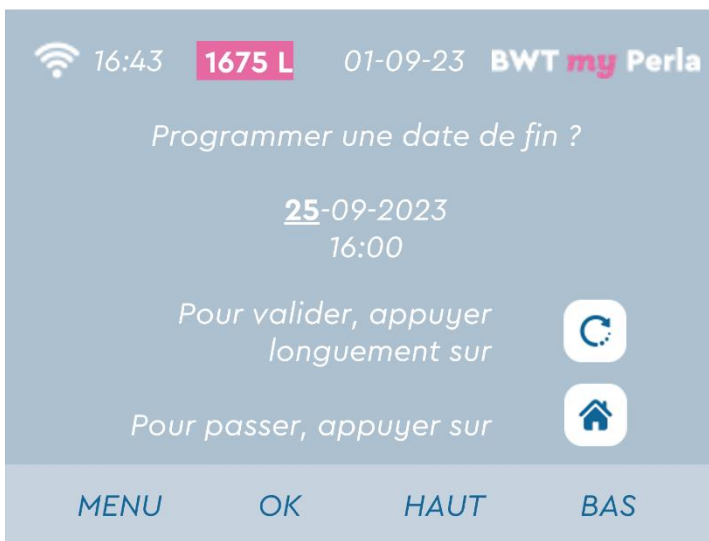 16:43 1675 L 01-09-23 BWT my Perla
Programmer une date de fin ?
25-09-2023
16:00
Pour valider, appuyer
longuement sur
Pour passer, appuyer sur
MENU OK HAUT BAS